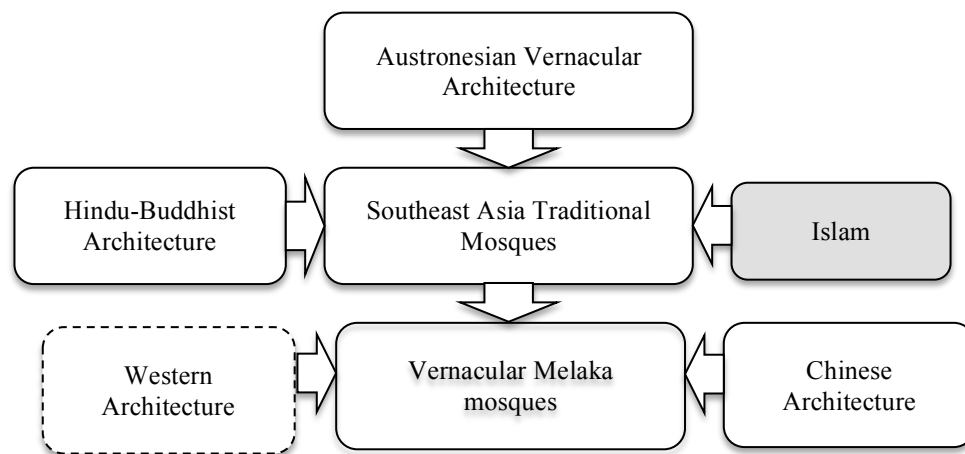 Austronesian Vernacular
Architecture
Hindu-Buddhist
Architecture
Southeast Asia Traditional
Mosques
Islam
Western
Architecture
Vernacular Melaka
mosques
Chinese
Architecture